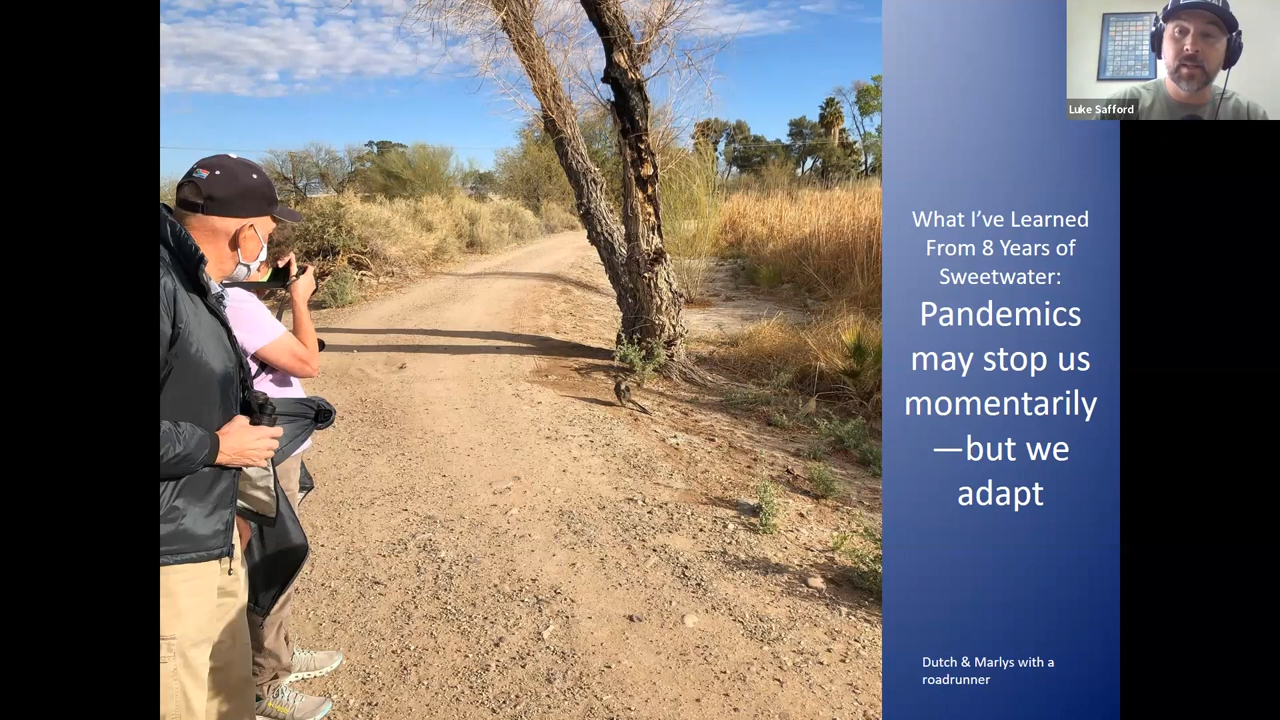 Luke Safford
What I’ve Learned
From 8 Years of
Sweetwater:
Pandemics
may stop us
momentarily
—but we
adapt
Dutch & Marlys with a
roadrunner